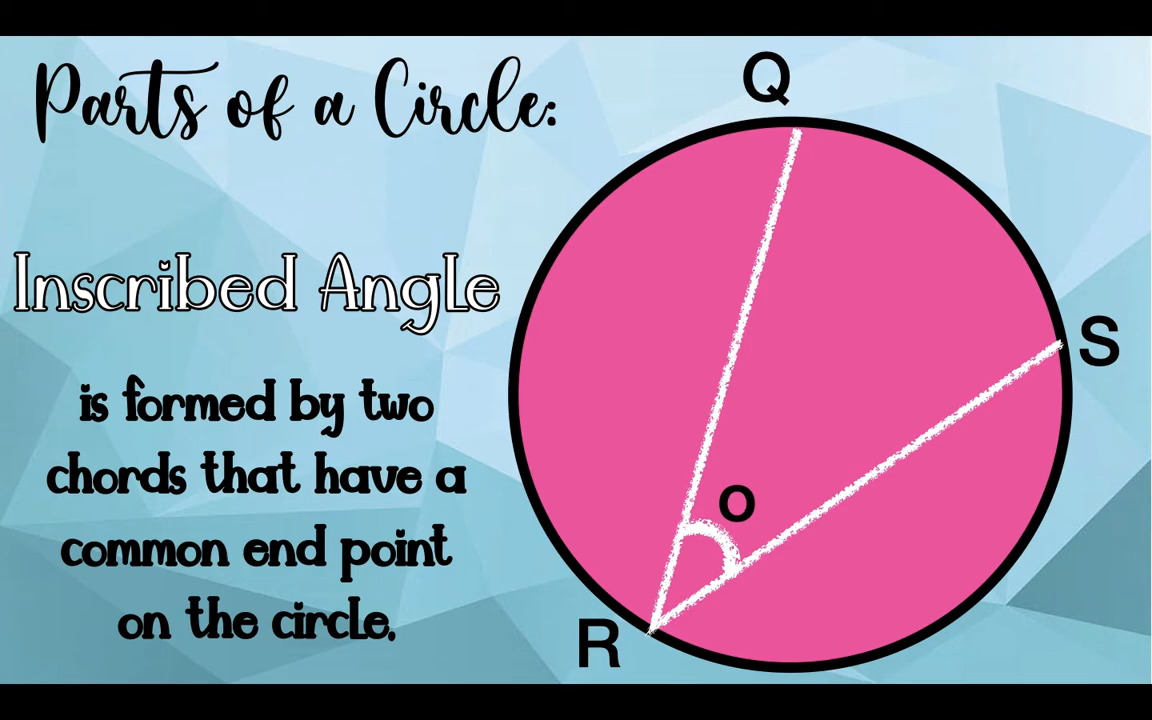 Parts of a Circle:
Inscribed Angle
is formed by two
chords that have a
common end point
on the circle.
Q
S
O
R